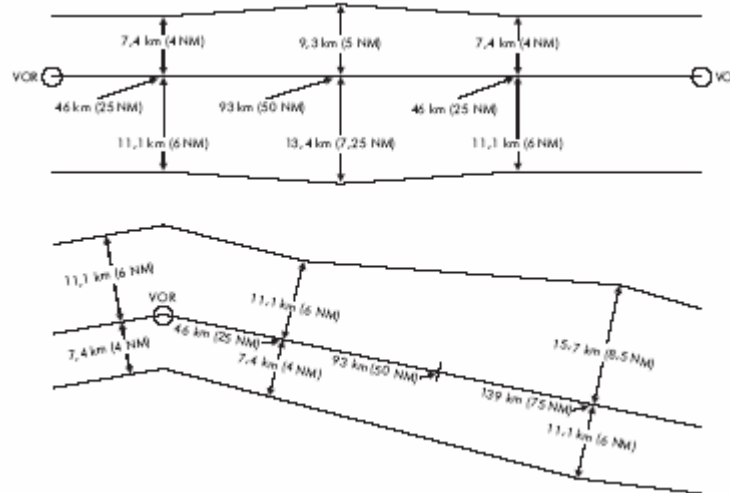 7,4 km (4 NM)
9,3 km (5 NM)
7,4 km (4 NM)
VOR
VO
46 km (25 NM)
93 km (50 NM)
46 km (25 NM)
11,1 km (6 NM)
13,4 km (7,25 NM)
11,1 km (6 NM)
11,1 km (6 NM)
VOR
11,1 km (6 NM)
46 km (25 NM)
7,4 km (4 NM)
7,4 km (4 NM)
93 km (50 NM)
15,7 km (8,5 NM)
139 km (75 NM)
11,1 km (6 NM)